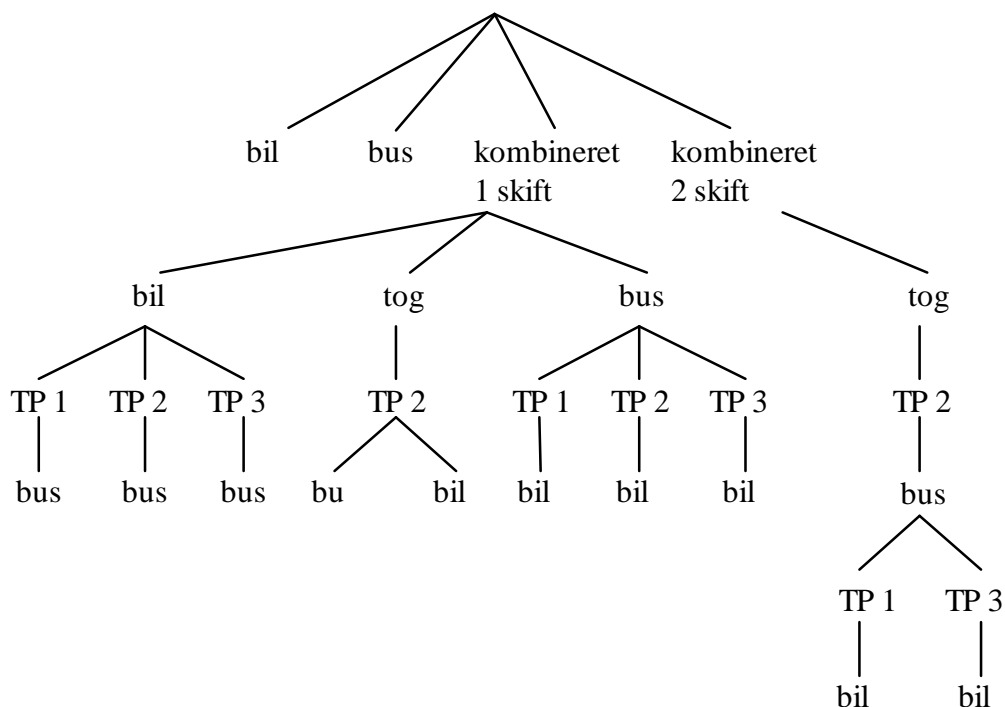 bil bus kombineret kombineret
1 skift 2 skift
bil tog bus tog
TP 1 TP 2 TP 3 TP 2 TP 1 TP 2 TP 3 TP 2
bus bus bus bu bil bil bil bil bus
TP 1 TP 3
bil bil